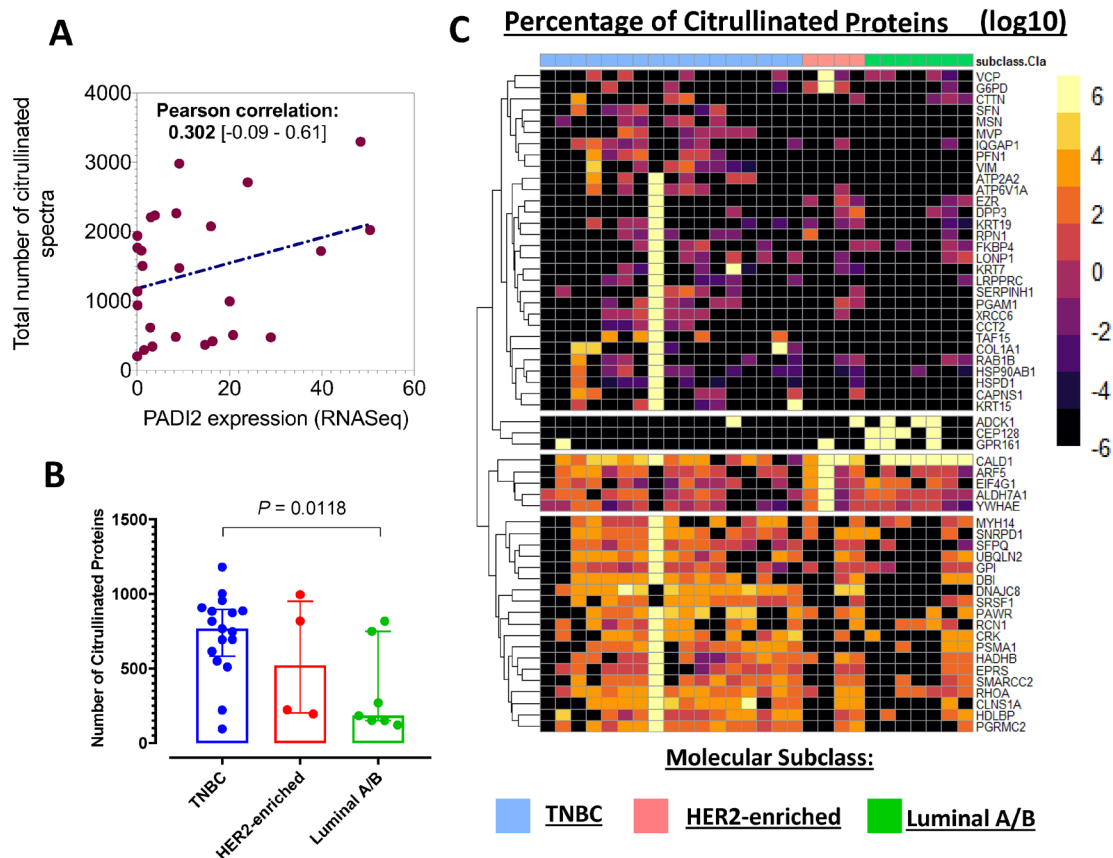 A
Pearson correlation:
0.302 [-0.09 - 0.61]
Total number of citrullinated
spectra
4000
3000
2000
1000
0
0
20
40
60
PADI2 expression (RNASeq)
B
P = 0.0118
Number of Citrullinated Proteins
1500
1000
500
0
TNBC
HER2-enriched
Luminal A/B
C
Percentage of Citrullinated Proteins (log10)
subclass.Cla
VCP
G6PD
CTTN
SFN
MSN
MVP
IQGAP1
PFN1
VIM
ATP2A2
ATP6V1A
EZR
DPP3
KRT19
RPN1
FKBP4
LONP1
KRT7
LRPPRC
SERPINH1
PGAM1
XRCC6
CCT2
TAF15
COL1A1
RAB1B
HSP90AB1
HSPD1
CAPNS1
KRT15
ADCK1
CEP128
GPR161
CALD1
ARF5
EIF4G1
ALDH7A1
YWHAE
MYH14
SNRPD1
SFPQ
UBQLN2
GPI
DBI
DNAJC8
SRSF1
PAWR
RCN1
CRK
PSMA1
HADHB
EPRS
SMARCC2
RHOA
CLNS1A
HDLBP
PGRMC2
6
4
2
0
-2
-4
-6
Molecular Subclass:
TNBC
HER2-enriched
Luminal A/B